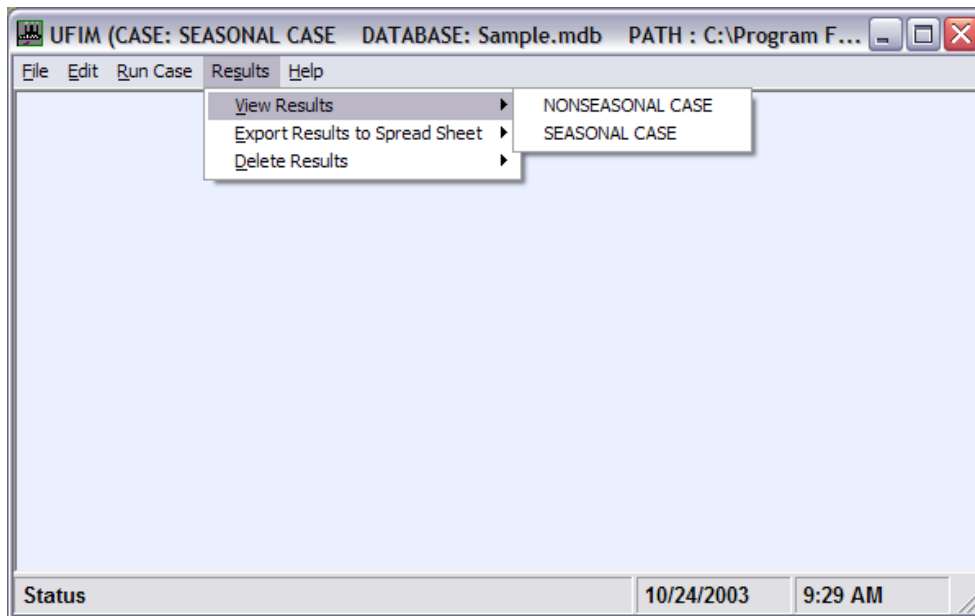 UFIM (CASE: SEASONAL CASE DATABASE: Sample.mdb PATH : C:\Program F...
File Edit Run Case Results Help
View Results
NONSEASONAL CASE
Export Results to Spread Sheet
SEASONAL CASE
Delete Results
Status 10/24/2003 9:29 AM